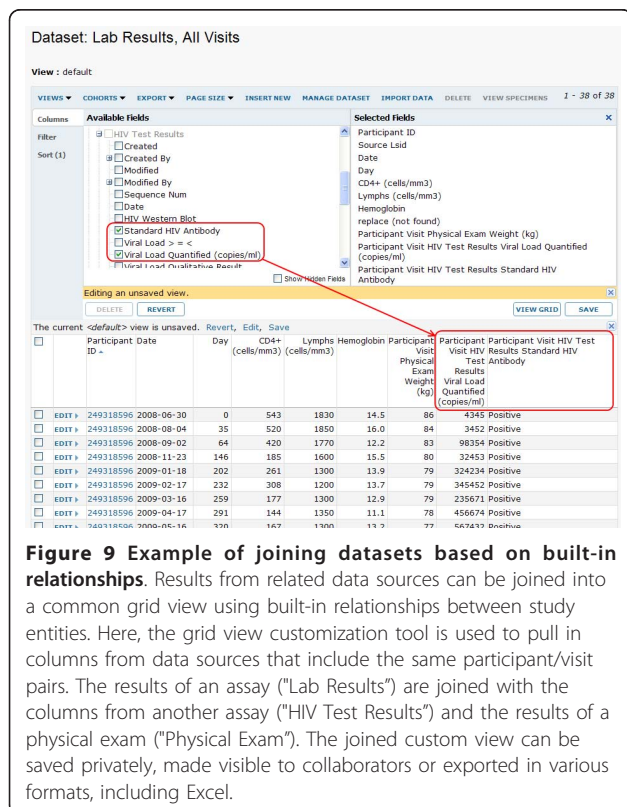 Dataset: Lab Results, All Visits
View : default
VIEWS COHORTS EXPORT PAGE SIZE INSERT NEW MANAGE DATASET IMPORT DATA DELETE VIEW SPECIMENS 1 - 38 of 38
Columns
Filter
Sort (1)
Available Fields
HIV Test Results
Created
Created By
Modified
Modified By
Sequence Num
Date
HIV Western Blot
Standard HIV Antibody
Viral Load > = <
Viral Load Quantified (copies/ml)
Viral Load Qualitative Result
Show Hidden Fields
Selected Fields
Participant ID
Source Lsid
Date
Day
CD4+ (cells/mm3)
Lymphs (cells/mm3)
Hemoglobin
replace (not found)
Participant Visit Physical Exam Weight (kg)
Participant Visit HIV Test Results Viral Load Quantified
(copies/ml)
Participant Visit HIV Test Results Standard HIV
Antibody
Editing an unsaved view.
DELETE REVERT VIEW GRID SAVE
The current <default> view is unsaved. Revert, Edit, Save
Participant ID Date Day CD4+ (cells/mm3) Lymphs (cells/mm3) Hemoglobin Participant Visit Physical Exam Weight (kg) Participant Visit HIV Test Results Viral Load Quantified (copies/ml) Participant Visit HIV Test Results Standard HIV Antibody
EDIT 249318596 2008-06-30 0 543 1830 14.5 86 4345 Positive
EDIT 249318596 2008-08-04 35 520 1850 16.0 84 3452 Positive
EDIT 249318596 2008-09-02 64 420 1770 12.2 83 98354 Positive
EDIT 249318596 2008-11-23 146 185 1600 15.5 80 32453 Positive
EDIT 249318596 2009-01-18 202 261 1300 13.9 79 324234 Positive
EDIT 249318596 2009-02-17 232 308 1200 13.7 79 345452 Positive
EDIT 249318596 2009-03-16 259 177 1300 12.9 79 235671 Positive
EDIT 249318596 2009-04-17 291 144 1350 11.1 78 456674 Positive
EDIT 249318596 2009-05-16 320 167 1300 13.2 77 567432 Positive
Figure 9 Example of joining datasets based on built-in
relationships. Results from related data sources can be joined into
a common grid view using built-in relationships between study
entities. Here, the grid view customization tool is used to pull in
columns from data sources that include the same participant/visit
pairs. The results of an assay ("Lab Results") are joined with the
columns from another assay ("HIV Test Results") and the results of a
physical exam ("Physical Exam"). The joined custom view can be
saved privately, made visible to collaborators or exported in various
formats, including Excel.